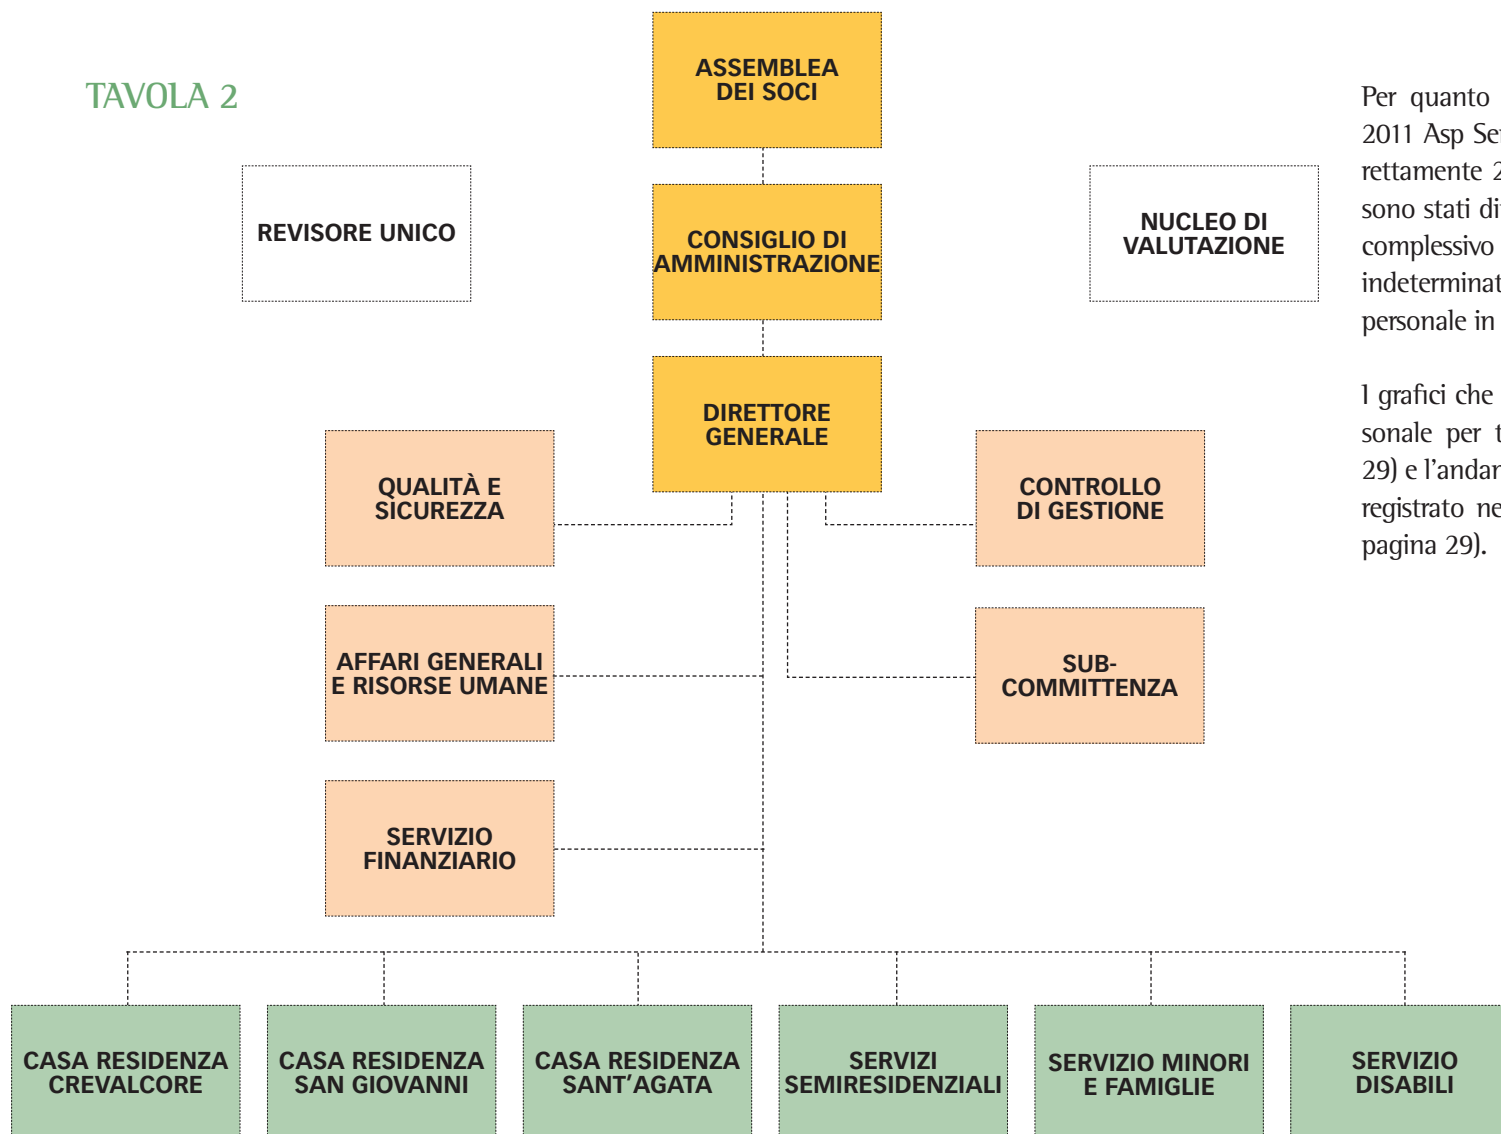 TAVOLA 2
ASSEMBLEA
DEI SOCI
REVISORE UNICO
CONSIGLIO DI
AMMINISTRAZIONE
NUCLEO DI
VALUTAZIONE
DIRETTORE
GENERALE
QUALITÀ E
SICUREZZA
CONTROLLO
DI GESTIONE
AFFARI GENERALI
E RISORSE UMANE
SUB-
COMMITTENZA
SERVIZIO
FINANZIARIO
CASA RESIDENZA
CREVALCORE
CASA RESIDENZA
SAN GIOVANNI
CASA RESIDENZA
SANT'AGATA
SERVIZI
SEMIRESIDENZIALI
SERVIZIO MINORI
E FAMIGLIE
SERVIZIO
DISABILI
Per quanto
2011 Asp
rettamente
sono stati
complessivo
personale in
I grafici che
sonale per
29) e
registrato
pagina 29).